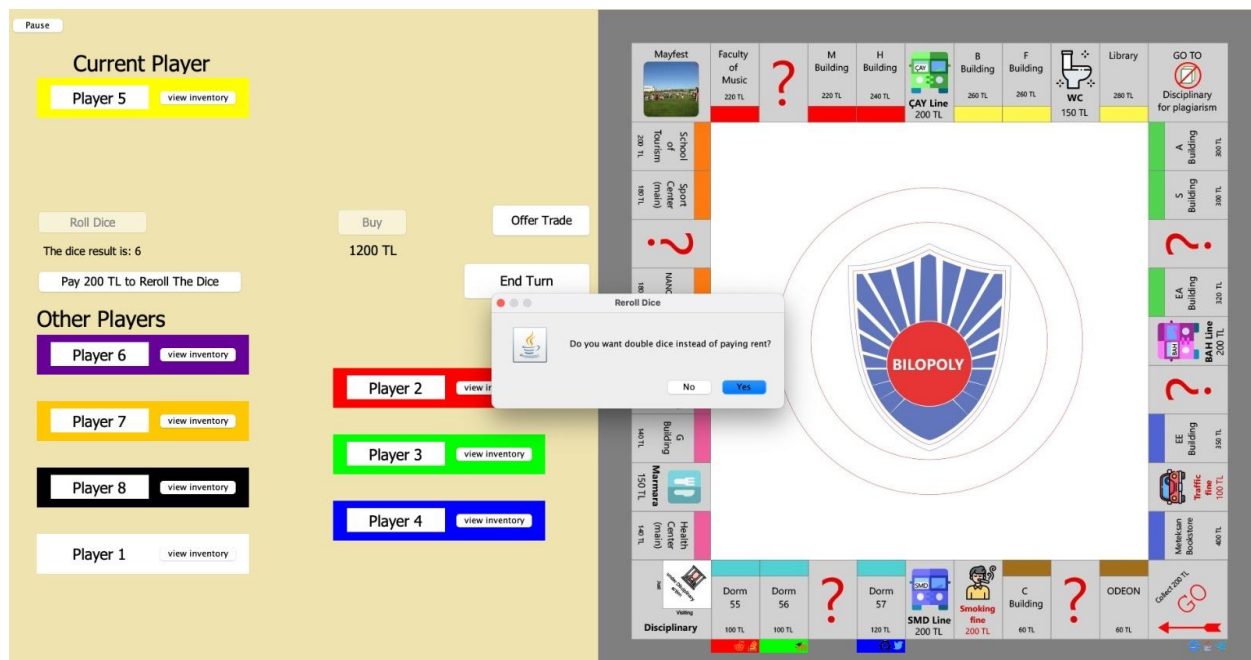 Pause
Current Player
Player 5
view inventory
Roll Dice
The dice result is: 6
Pay 200 TL to Reroll The Dice
Buy
1200 TL
Offer Trade
End Turn
Other Players
Player 6
view inventory
Player 7
view inventory
Player 8
view inventory
Player 1
view inventory
Player 2
Player 3
view inventory
Player 4
view inventory
Reroll Dice
Do you want double dice instead of paying rent?
No
Yes
Mayfest
Faculty
of
Music
220 TL
?
M
Building
220 TL
H
Building
240 TL
ÇAY
ÇAY Line
200 TL
B
Building
260 TL
F
Building
260 TL
WC
150 TL
Library
280 TL
GO TO
Disciplinary
for plagiarism
School
of
Tourism
200 TL
Sport
Center
(main)
180 TL
?
G
Building
140 TL
Marmara
150 TL
Health
Center
(main)
140 TL
A
Building
300 TL
S
Building
300 TL
?
EA
Building
320 TL
BAH
BAH Line
200 TL
?
EE
Building
350 TL
Traffic
fine
100 TL
Meteksan
Bookstore
400 TL
BILOPOLY
Visiting
Disciplinary
Dorm
55
100 TL
Dorm
56
100 TL
?
Dorm
57
120 TL
SMD
SMD Line
200 TL
Smoking
fine
200 TL
C
Building
60 TL
?
ODEON
60 TL
Collect 200 TL
GO